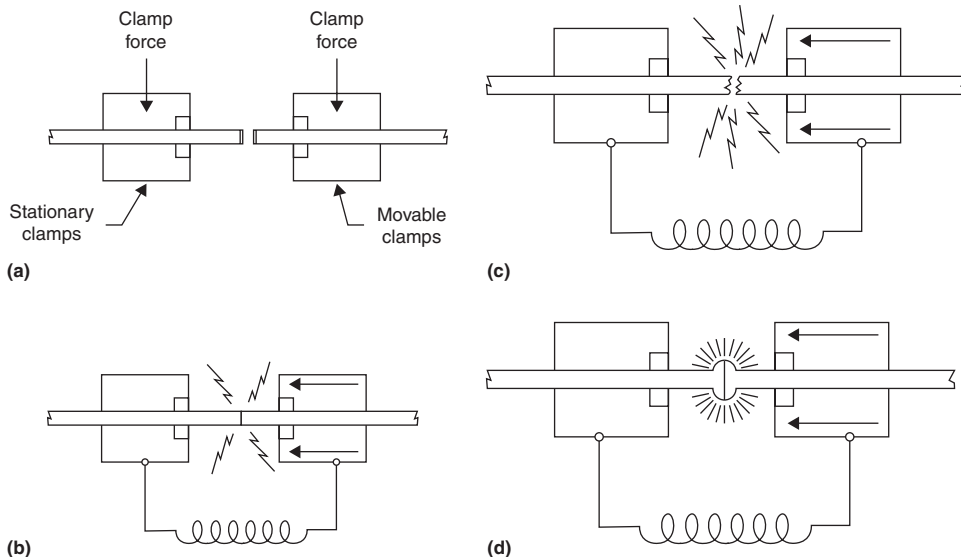 Clamp
force
Clamp
force
Stationary
clamps
Movable
clamps
(a)
(b)
(c)
(d)